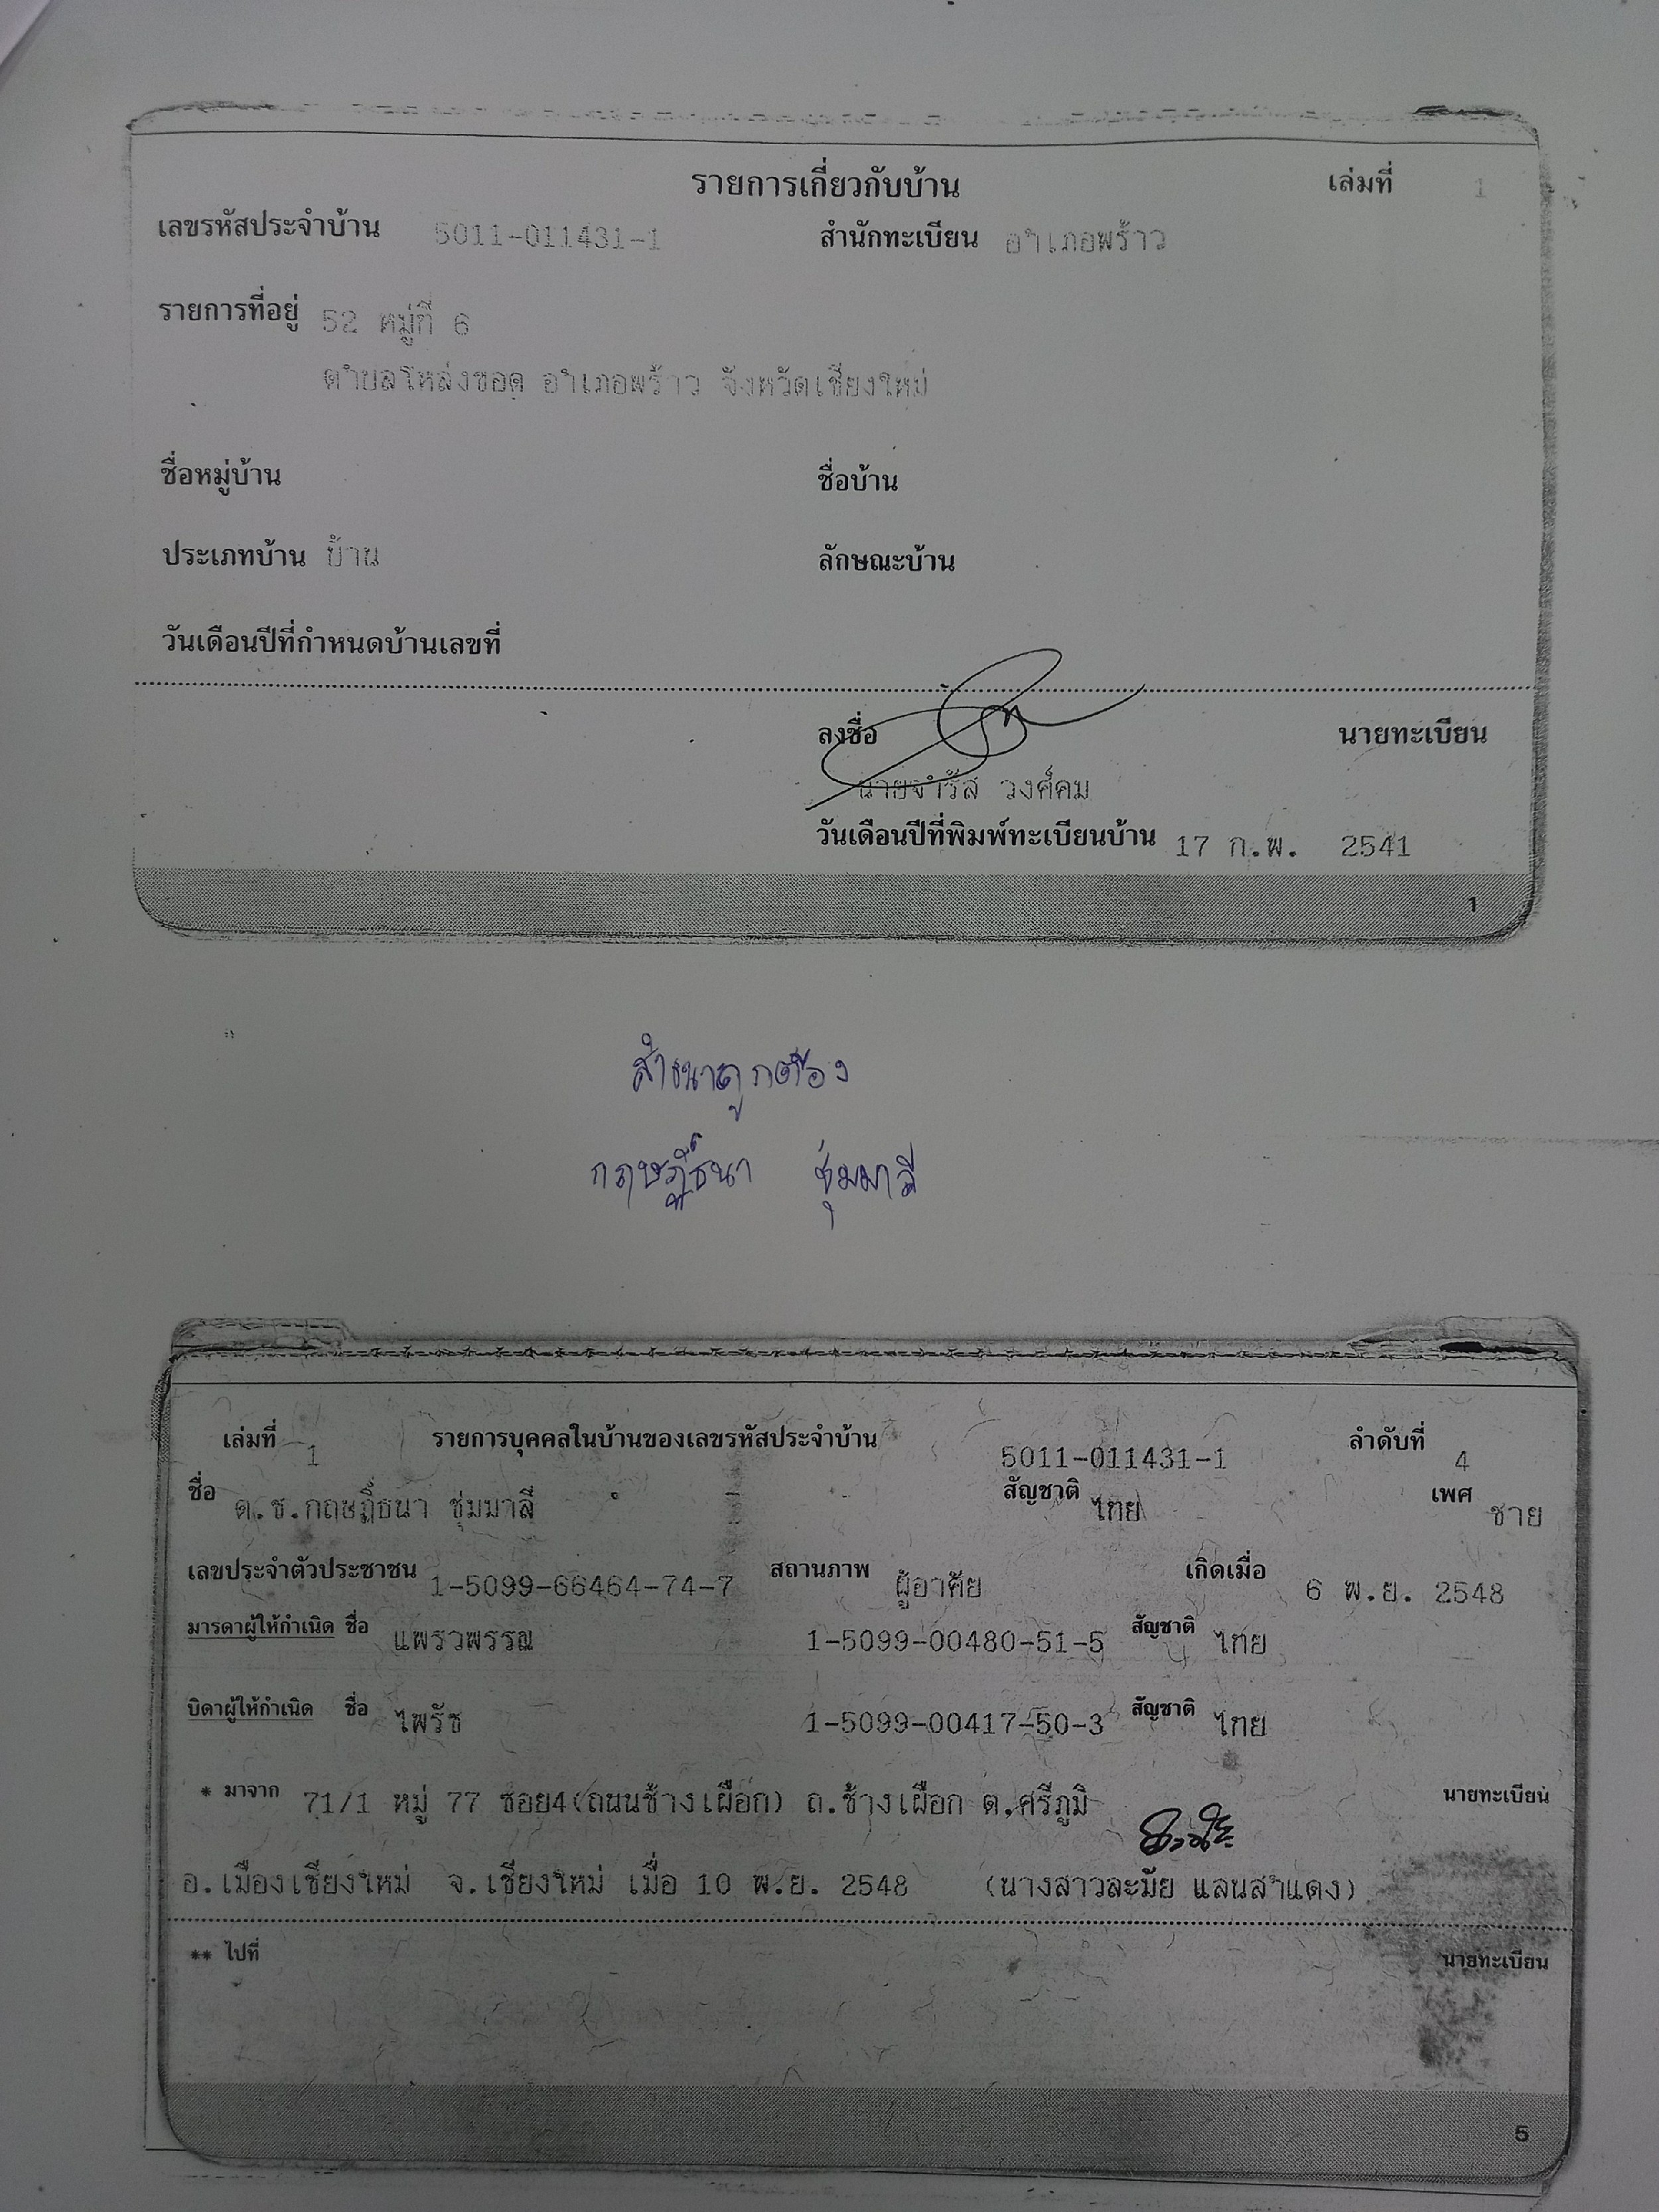 รายการเกี่ยวกับบ้าน เล่มที่ 1
เลขรหัสประจำบ้าน 5011-011431-1 สำนักทะเบียน อำเภอพร้าว
รายการที่อยู่ 52 หมู่ที่ 6
ตำบลโหล่งขอด อำเภอพร้าว จังหวัดเชียงใหม่
ชื่อหมู่บ้าน ชื่อบ้าน
ประเภทบ้าน บ้าน ลักษณะบ้าน
วันเดือนปีที่กำหนดบ้านเลขที่
ลงชื่อ นายทะเบียน
นายจำรัส วงศ์คม
วันเดือนปีที่พิมพ์ทะเบียนบ้าน 17 ก.พ. 2541
1
สำเนาถูกต้อง
กฤษฎิ์ธนา ชุ่มมาลี
เล่มที่ 1 รายการบุคคลในบ้านของเลขรหัสประจำบ้าน 5011-011431-1 ลำดับที่ 4
ชื่อ ด.ช.กฤษฎิ์ธนา ชุ่มมาลี สัญชาติ ไทย เพศ ชาย
เลขประจำตัวประชาชน 1-5099-66464-74-7 สถานภาพ ผู้อาศัย เกิดเมื่อ 6 พ.ย. 2548
มารดาผู้ให้กำเนิด ชื่อ แพรวพรรณ 1-5099-00480-51-5 สัญชาติ ไทย
บิดาผู้ให้กำเนิด ชื่อ ไพรัช 1-5099-00417-50-3 สัญชาติ ไทย
* มาจาก 71/1 หมู่ 77 ซอย4(ถนนช้างเผือก) ถ.ช้างเผือก ต.ศรีภูมิ นายทะเบียน
อ.เมืองเชียงใหม่ จ.เชียงใหม่ เมื่อ 10 พ.ย. 2548 (นางสาวละมัย แลนสำแดง)
** ไปที่ นายทะเบียน
5